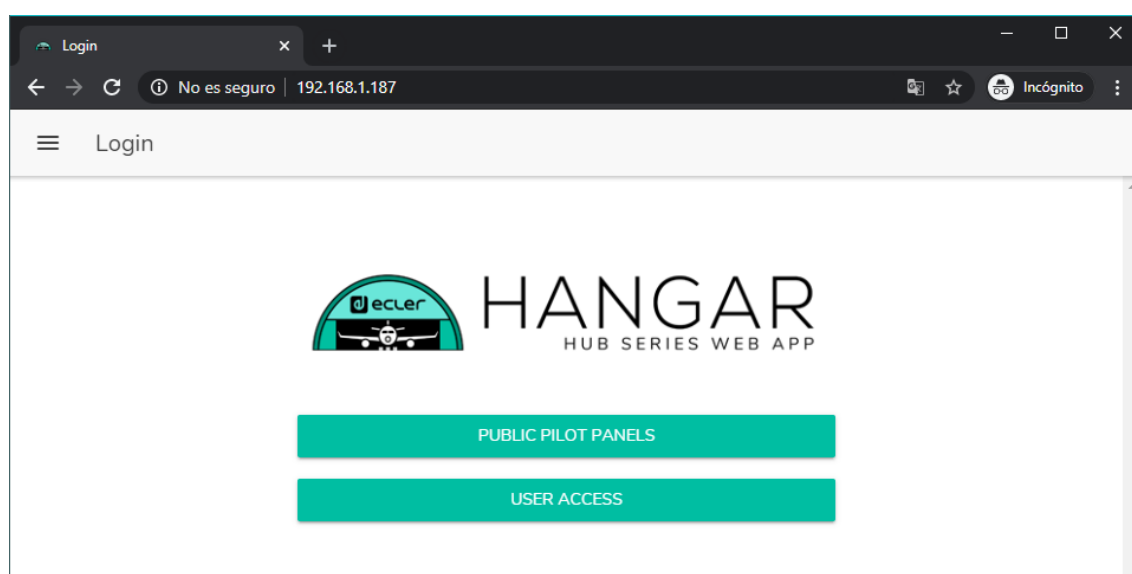 Login
No es seguro | 192.168.1.187
Incógnito
Login
ecler
HANGAR
HUB SERIES WEB APP
PUBLIC PILOT PANELS
USER ACCESS